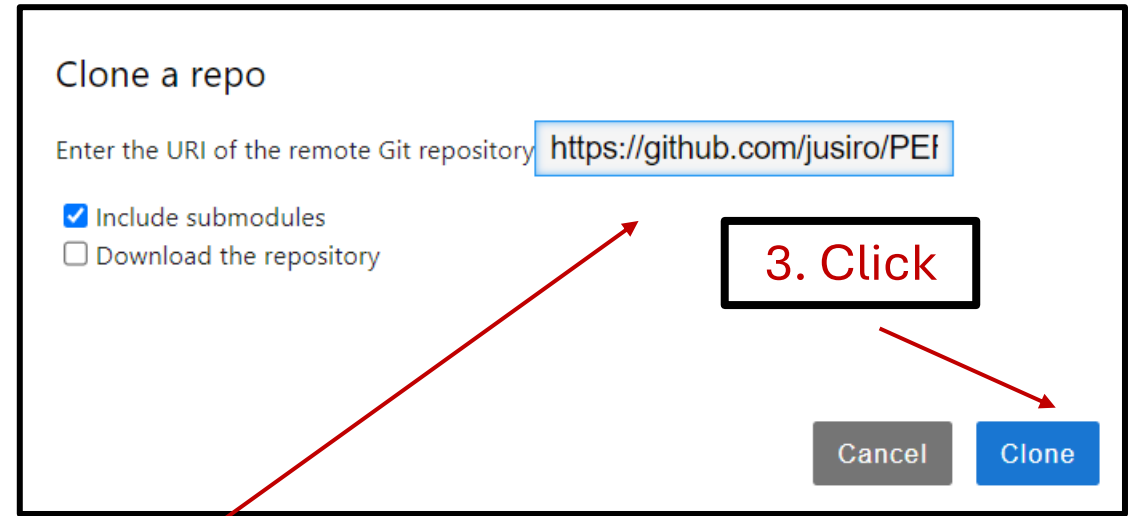 Clone a repo
Enter the URI of the remote Git repository https://github.com/jusiro/PEF
Include submodules
Download the repository
3. Click
Cancel Clone